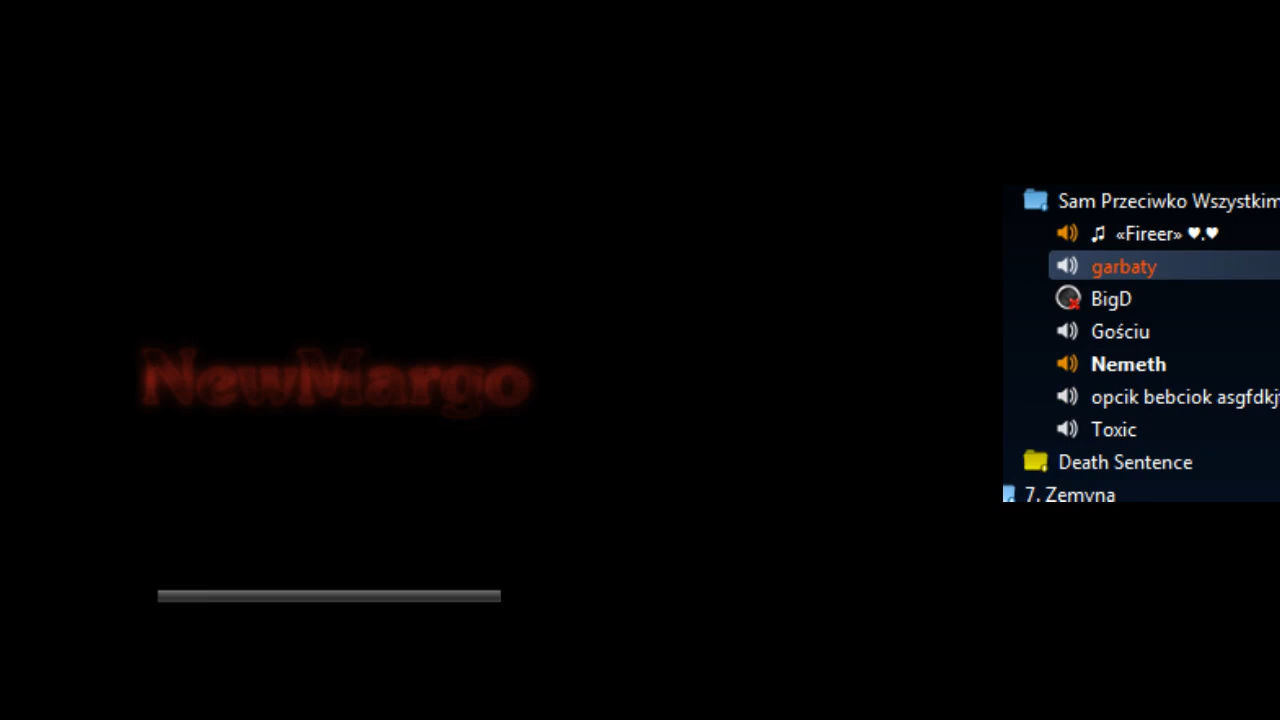 NewMargo
Sam Przeciwko Wszystkim
♫ «Fireer» ♥.♥
garbaty
BigD
Gościu
Nemeth
opcik bebciok asgfdkj
Toxic
Death Sentence
7. Zemyna